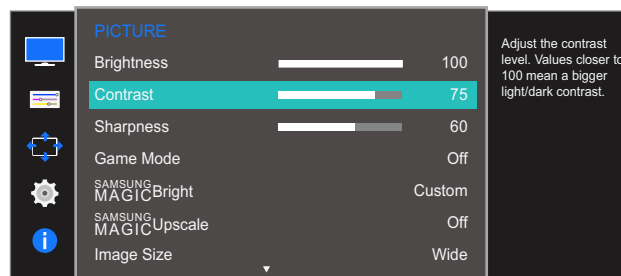 PICTURE
Brightness 100
Contrast 75
Sharpness 60
Game Mode Off
SAMSUNG
MAGICBright Custom
SAMSUNG
MAGICUpscale Off
Image Size Wide
Adjust the contrast
level. Values closer to
100 mean a bigger
light/dark contrast.